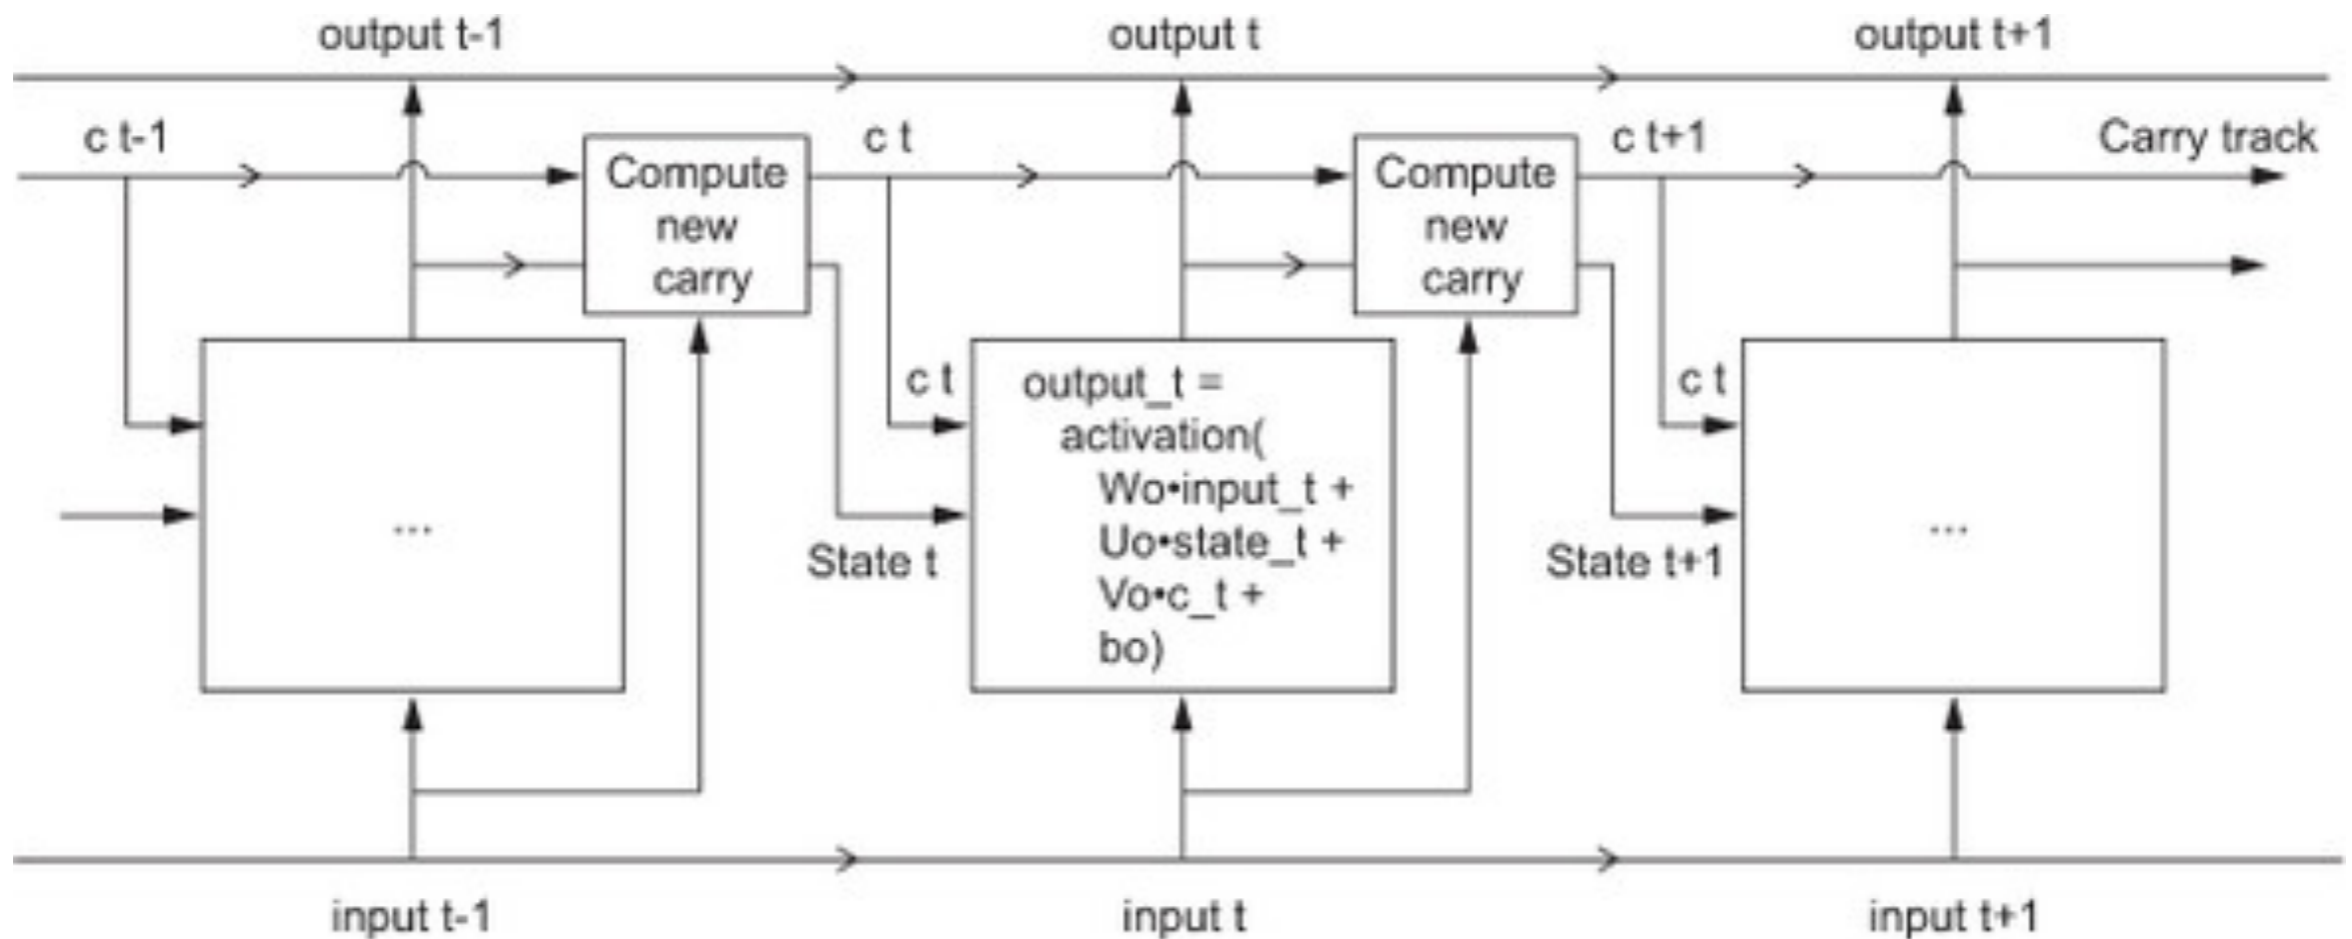 output t-1
output t
output t+1
c t-1
c t
c t+1
Carry track
Compute
new
carry
Compute
new
carry
c t
c t
output_t =
activation(
Wo•input_t +
Uo•state_t +
Vo•c_t +
bo)
...
...
State t
State t+1
input t-1
input t
input t+1